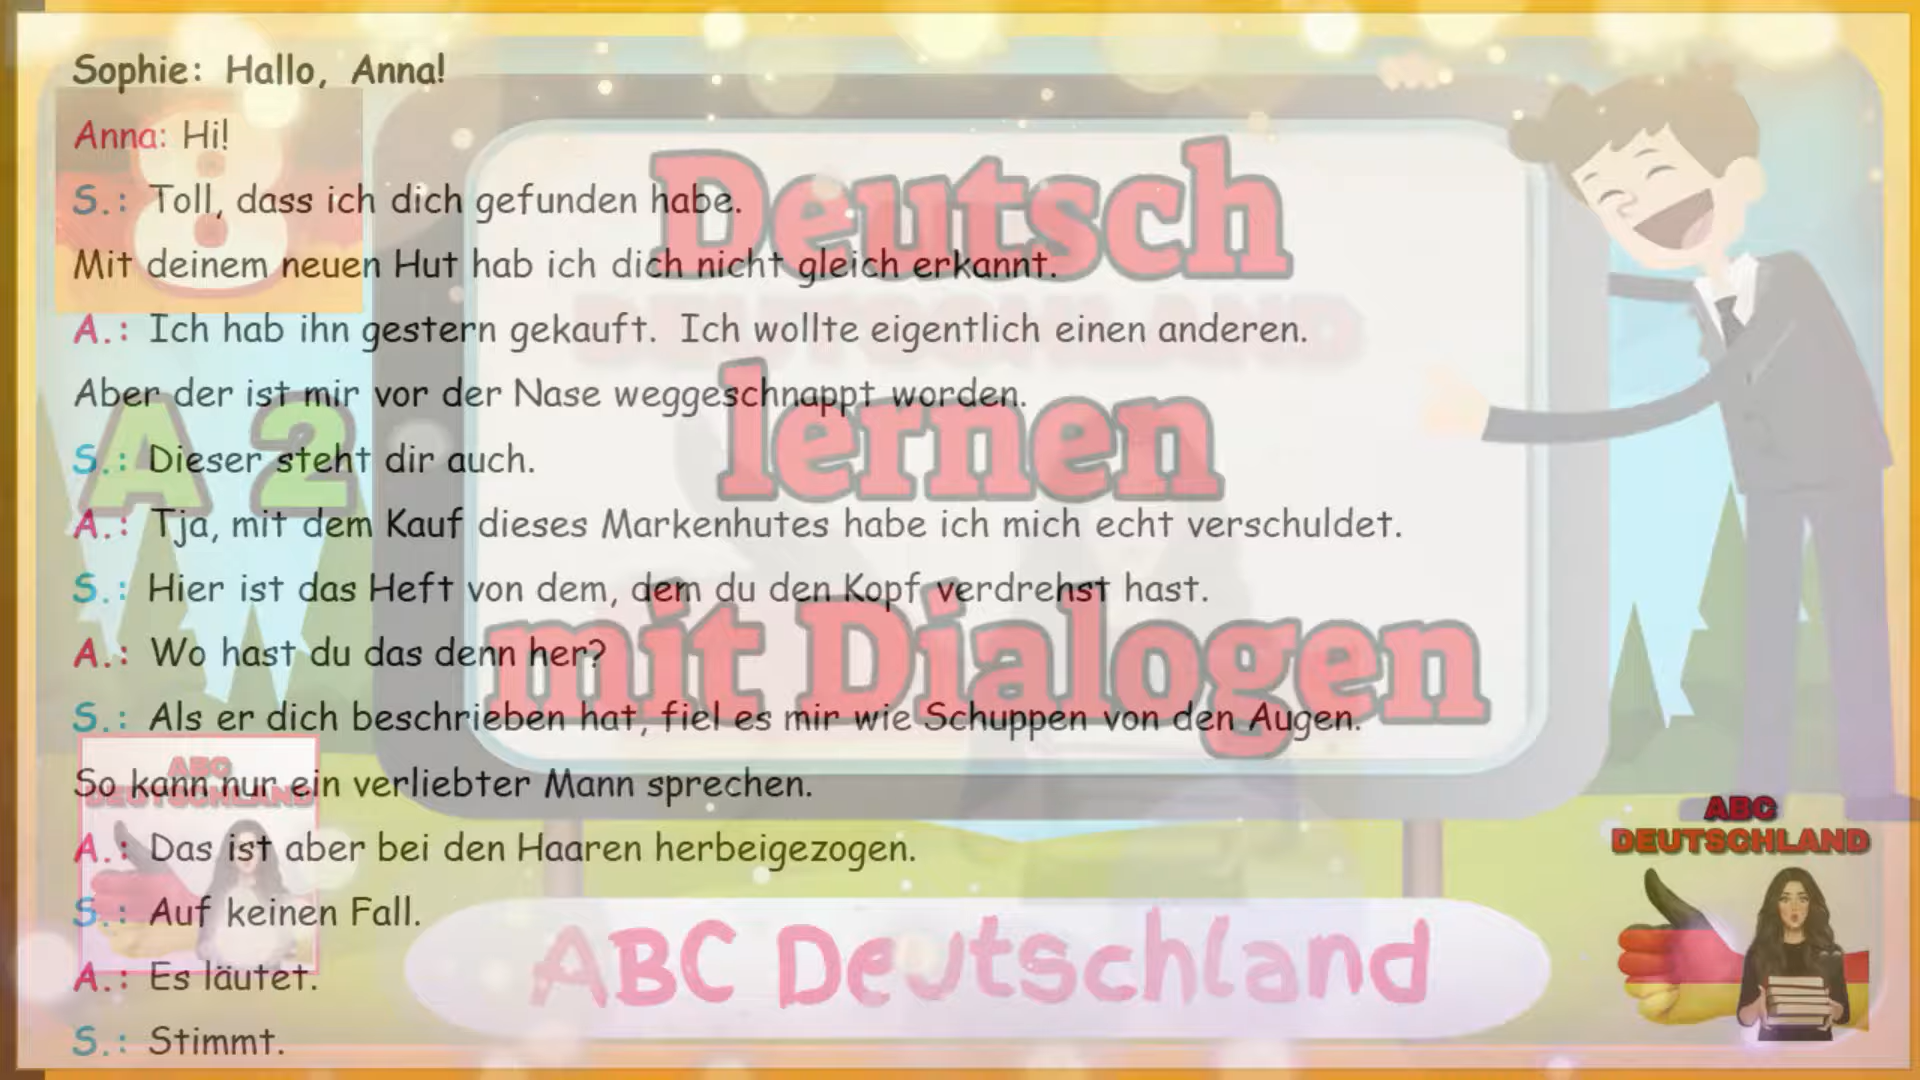 Sophie: Hallo, Anna!
Anna: Hi!
S.: Toll, dass ich dich gefunden habe.
Mit deinem neuen Hut hab ich dich nicht gleich erkannt.
A.: Ich hab ihn gestern gekauft. Ich wollte eigentlich einen anderen.
Aber der ist mir vor der Nase weggeschnappt worden.
S.: Dieser steht dir auch.
A.: Tja, mit dem Kauf dieses Markenhutes habe ich mich echt verschuldet.
S.: Hier ist das Heft von dem, dem du den Kopf verdrehst hast.
A.: Wo hast du das denn her?
S.: Als er dich beschrieben hat, fiel es mir wie Schuppen von den Augen.
So kann nur ein verliebter Mann sprechen.
A.: Das ist aber bei den Haaren herbeigezogen.
S.: Auf keinen Fall.
A.: Es läutet.
S.: Stimmt.
8
A 2
Deutsch
DEUTSCHLAND
lernen
mit Dialogen
ABC
DEUTSCHLAND
ABC Deutschland
ABC
DEUTSCHLAND